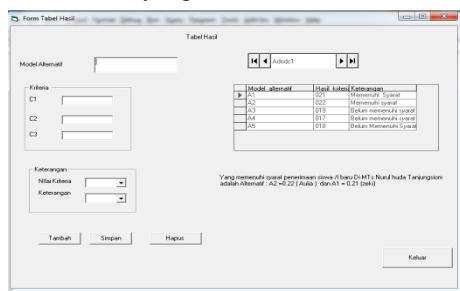 Form Tabel Hasil
Tabel Hasil
Model Alternatif
Adodc1
Kriteria
C1
C2
C3
Model_alternatif Hasil_kriteria Keterangan
A1 021 Memenuhi Syarat
A2 022 Memenuhi syarat
A3 019 Belum memenuhi syarat
A4 017 Belum memenuhi syarat
A5 018 Belum Memenuhi Syarat
Keterangan
Nilai Kriteria
Keterangan
Yang memenuhi syarat penerimaan siswa /i baru Di MTs Nurul huda Tanjungsioni
adalah Alternatif : A2 =0.22 ( Aulia ) dan A1 = 0.21 (zeki)
Tambah Simpan Hapus
Keluar